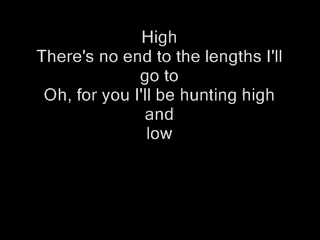 High
There's no end to the lengths I'll
go to
Oh, for you I'll be hunting high
and
low